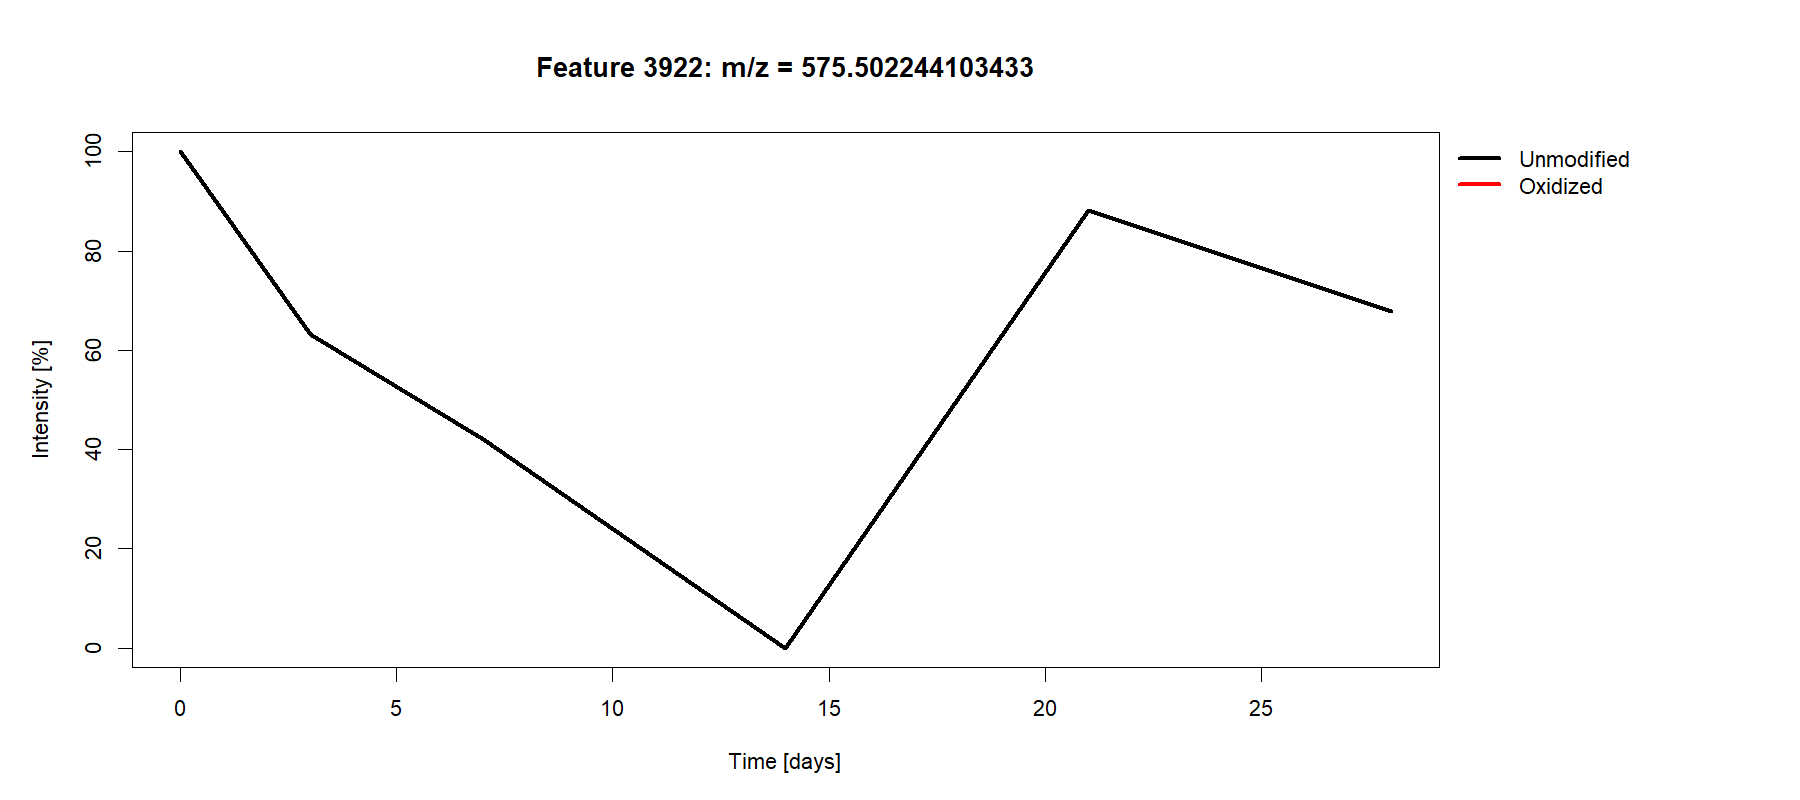 Feature 3922: m/z = 575.502244103433
Unmodified
Oxidized
Intensity [%]
100
80
60
40
20
0
0 5 10 15 20 25
Time [days]